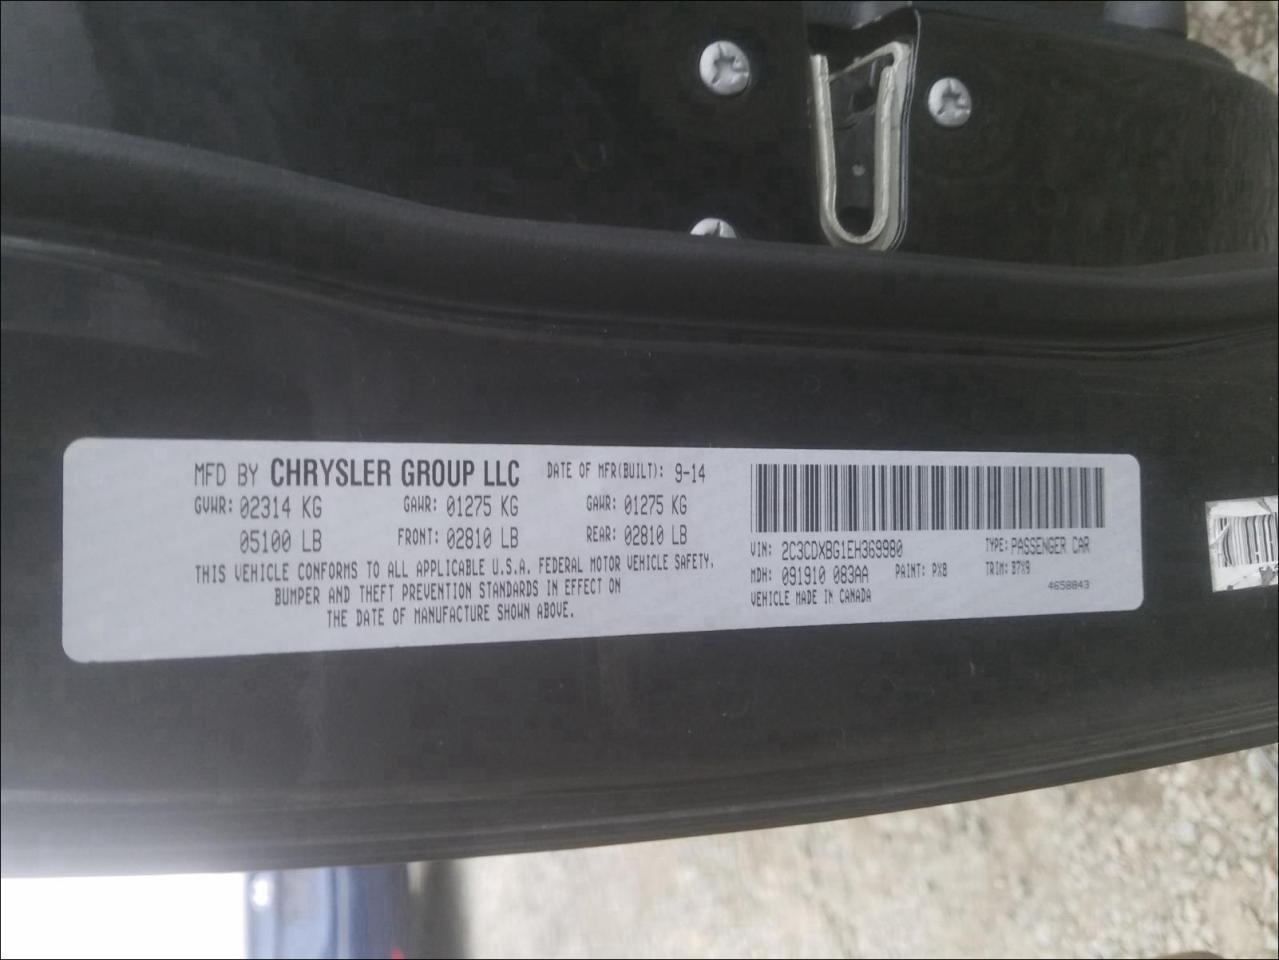 MFD BY CHRYSLER GROUP LLC DATE OF MFR(BUILT): 9-14
GVWR: 02314 KG GAWR: 01275 KG GAWR: 01275 KG
05100 LB FRONT: 02810 LB REAR: 02810 LB
THIS VEHICLE CONFORMS TO ALL APPLICABLE U.S.A. FEDERAL MOTOR VEHICLE SAFETY,
BUMPER AND THEFT PREVENTION STANDARDS IN EFFECT ON
THE DATE OF MANUFACTURE SHOWN ABOVE.
VIN: 2C3CDXBG1EH369980 TYPE: PASSENGER CAR
MDH: 091910 083AA PAINT: PX8 TRIM: B7X9
VEHICLE MADE IN CANADA 4658843